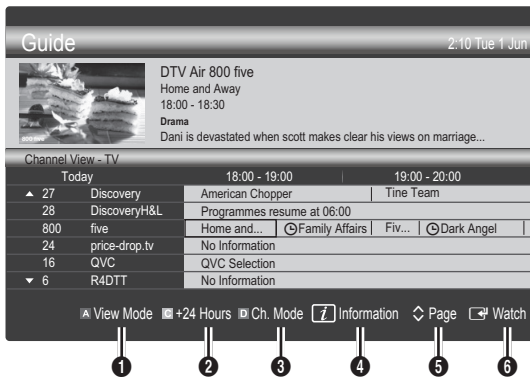 Guide
2:10 Tue 1 Jun
DTV Air 800 five
Home and Away
18:00 - 18:30
Drama
Dani is devastated when scott makes clear his views on marriage...
800 five
Channel View - TV
Today 18:00 - 19:00 19:00 - 20:00
▲ 27 Discovery American Chopper Tine Team
28 DiscoveryH&L Programmes resume at 06:00
800 five Home and... Family Affairs Fiv... Dark Angel
24 price-drop.tv No Information
16 QVC QVC Selection
▼ 6 R4DTT No Information
A View Mode C +24 Hours D Ch. Mode i Information Page Watch
1 2 3 4 5 6